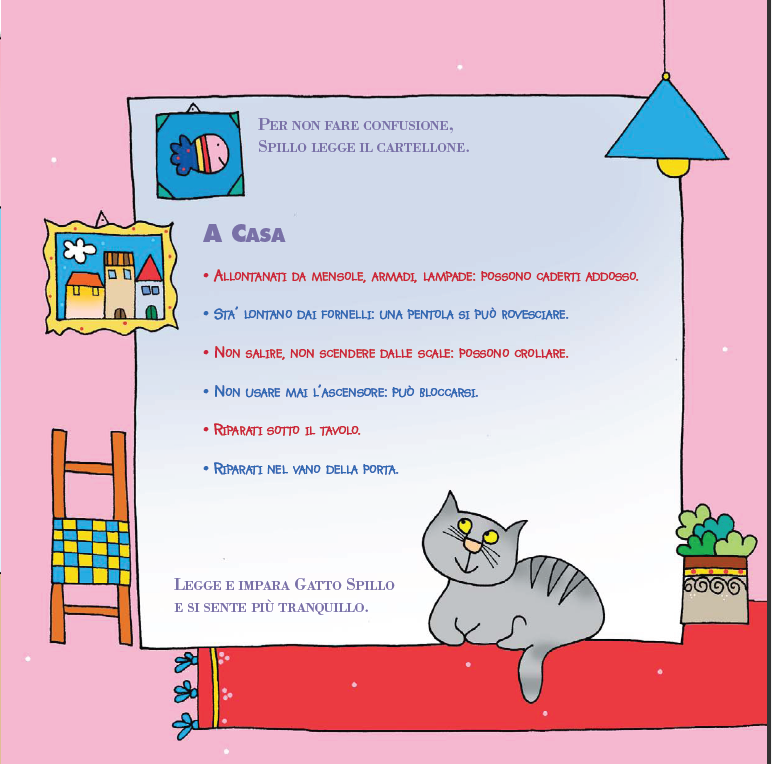 Per non fare confusione,
Spillo legge il cartellone.
A Casa
• Allontanati da mensole, armadi, lampade: possono caderti addosso.
• Sta' lontano dai fornelli: una pentola si può rovesciare.
• Non salire, non scendere dalle scale: possono crollare.
• Non usare mai l'ascensore: può bloccarsi.
• Riparati sotto il tavolo.
• Riparati nel vano della porta.
Legge e impara Gatto Spillo
e si sente più tranquillo.